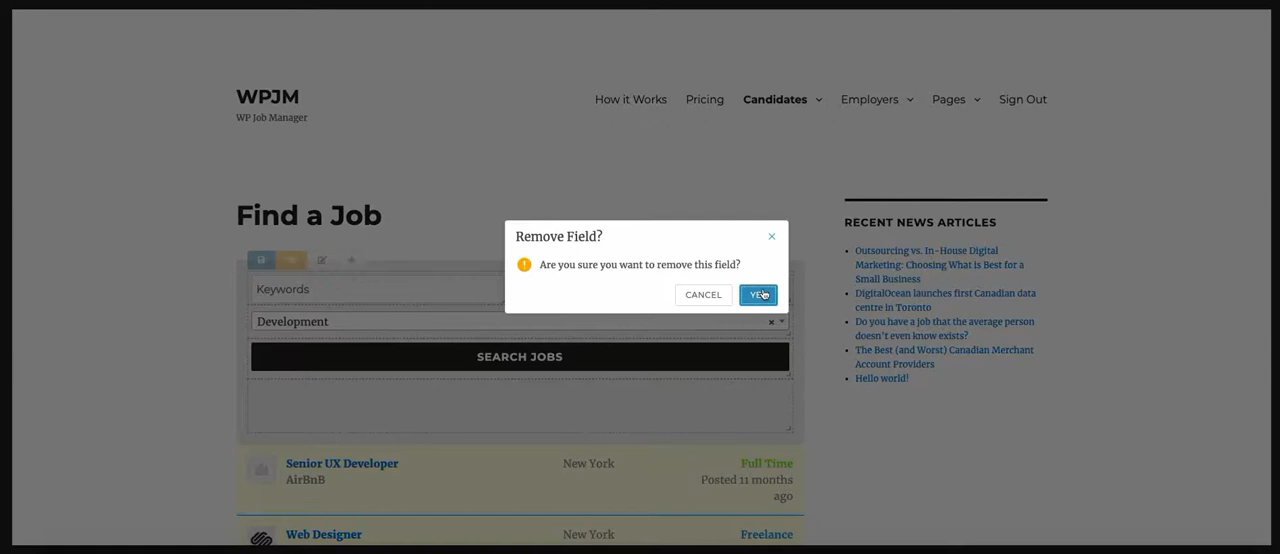 WPJM
WP Job Manager
How it Works Pricing Candidates Employers Pages Sign Out
Find a Job
Remove Field?
Are you sure you want to remove this field?
CANCEL
Keywords
Development
SEARCH JOBS
Senior UX Developer New York Full Time
AirBnB Posted 11 months
ago
Web Designer New York Freelance
RECENT NEWS ARTICLES
Outsourcing vs. In-House Digital
Marketing: Choosing What is Best for a
Small Business
DigitalOcean launches first Canadian data
centre in Toronto
Do you have a job that the average person
doesn't even know exists?
The Best (and Worst) Canadian Merchant
Account Providers
Hello world!